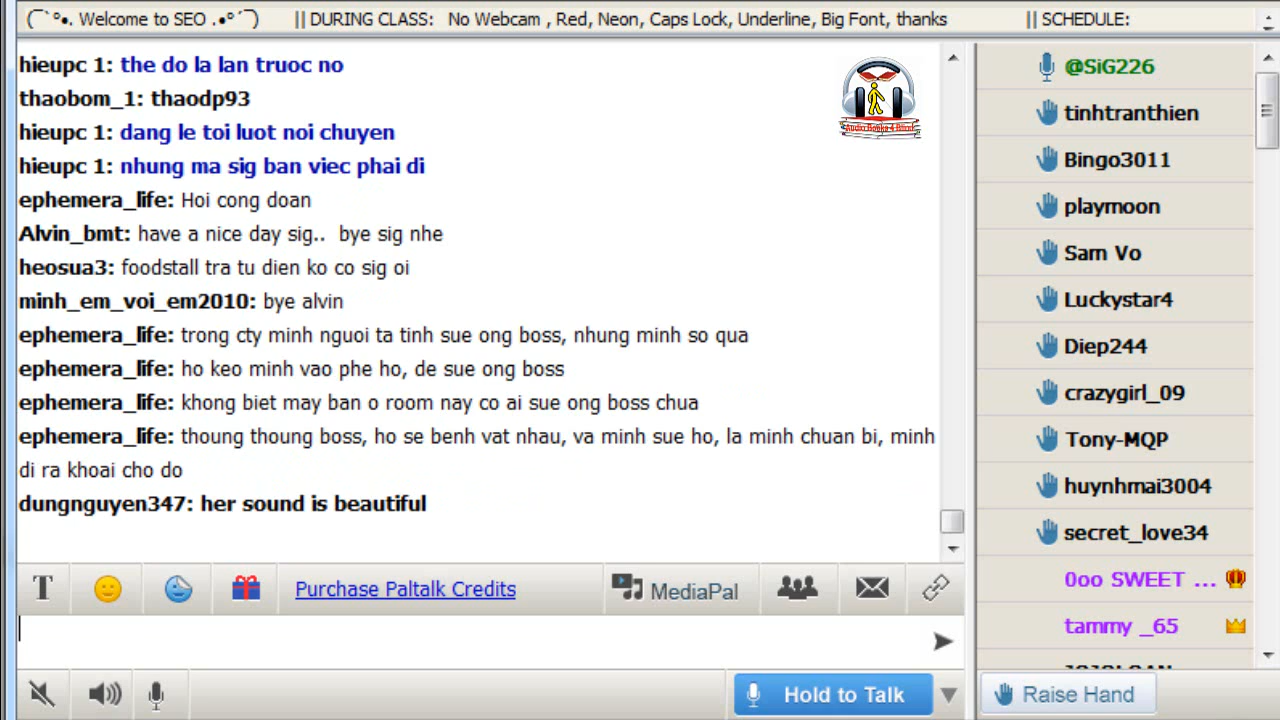 (¯`°•. Welcome to SEO .•°´¯) || DURING CLASS: No Webcam , Red, Neon, Caps Lock, Underline, Big Font, thanks || SCHEDULE:
hieupc 1: the do la lan truoc no
thaobom_1: thaodp93
hieupc 1: dang le toi luot noi chuyen
hieupc 1: nhung ma sig ban viec phai di
ephemera_life: Hoi cong doan
Alvin_bmt: have a nice day sig.. bye sig nhe
heosua3: foodstall tra tu dien ko co sig oi
minh_em_voi_em2010: bye alvin
ephemera_life: trong cty minh nguoi ta tinh sue ong boss, nhung minh so qua
ephemera_life: ho keo minh vao phe ho, de sue ong boss
ephemera_life: khong biet may ban o room nay co ai sue ong boss chua
ephemera_life: thoung thoung boss, ho se benh vat nhau, va minh sue ho, la minh chuan bi, minh
di ra khoai cho do
dungnguyen347: her sound is beautiful
T
Purchase Paltalk Credits
MediaPal
Hold to Talk
@SiG226
tinhtranthien
Bingo3011
playmoon
Sam Vo
Luckystar4
Diep244
crazygirl_09
Tony-MQP
huynhmai3004
secret_love34
0oo SWEET ...
tammy _65
Raise Hand